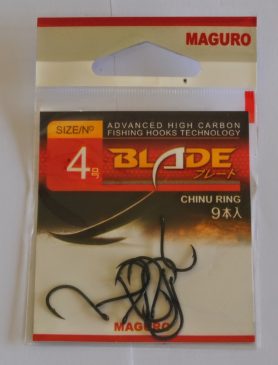 MAGURO
SIZE/Nº
4号
ADVANCED HIGH CARBON
FISHING HOOKS TECHNOLOGY
BLADE
ブレード
CHINU RING
9本入
MAGURO